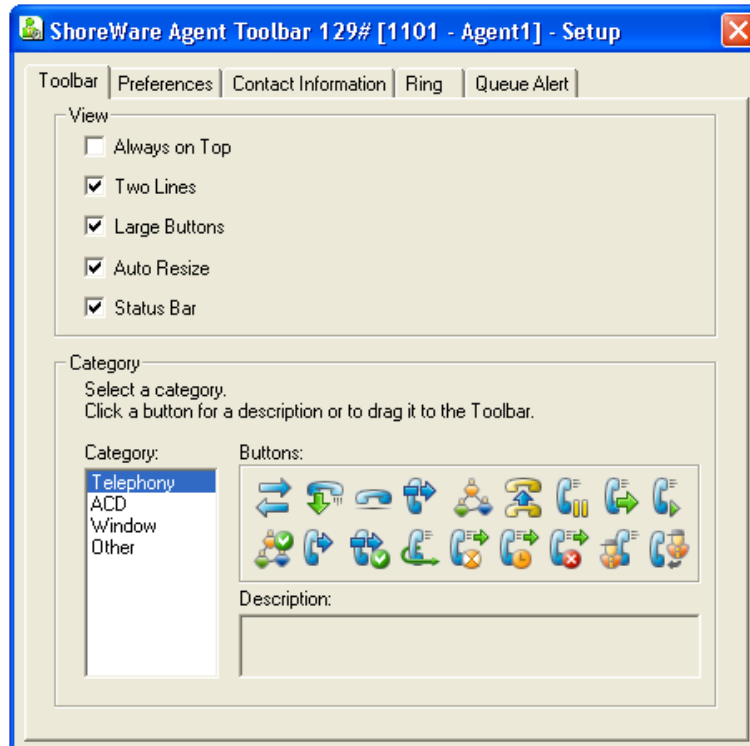 ShoreWare Agent Toolbar 129# [1101 - Agent1] - Setup
Toolbar Preferences Contact Information Ring Queue Alert
View
Always on Top
Two Lines
Large Buttons
Auto Resize
Status Bar
Category
Select a category.
Click a button for a description or to drag it to the Toolbar.
Category: Buttons:
Telephony
ACD
Window
Other
Description: